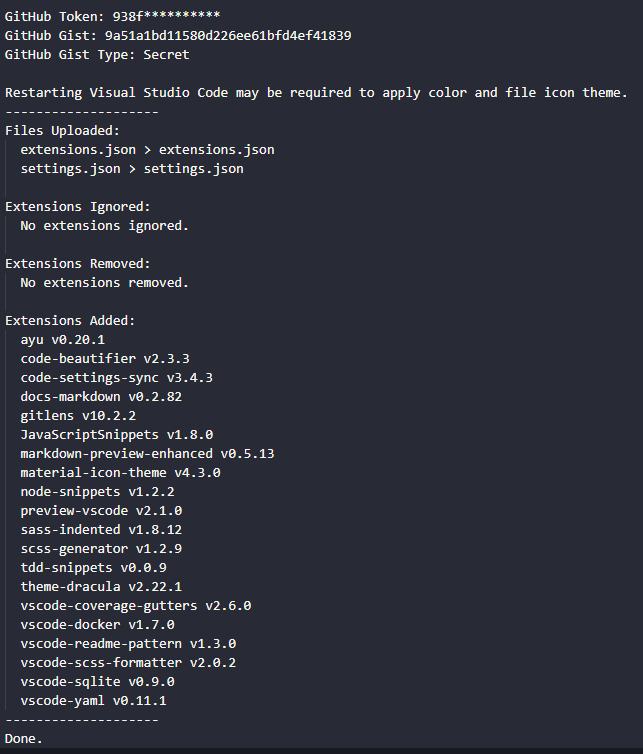 GitHub Token: 938f**********
GitHub Gist: 9a51a1bd11580d226ee61bfd4ef41839
GitHub Gist Type: Secret
Restarting Visual Studio Code may be required to apply color and file icon theme.
--------------------
Files Uploaded:
extensions.json > extensions.json
settings.json > settings.json
Extensions Ignored:
No extensions ignored.
Extensions Removed:
No extensions removed.
Extensions Added:
ayu v0.20.1
code-beautifier v2.3.3
code-settings-sync v3.4.3
docs-markdown v0.2.82
gitlens v10.2.2
JavaScriptSnippets v1.8.0
markdown-preview-enhanced v0.5.13
material-icon-theme v4.3.0
node-snippets v1.2.2
preview-vscode v2.1.0
sass-indented v1.8.12
scss-generator v1.2.9
tdd-snippets v0.0.9
theme-dracula v2.22.1
vscode-coverage-gutters v2.6.0
vscode-docker v1.7.0
vscode-readme-pattern v1.3.0
vscode-scss-formatter v2.0.2
vscode-sqlite v0.9.0
vscode-yaml v0.11.1
--------------------
Done.